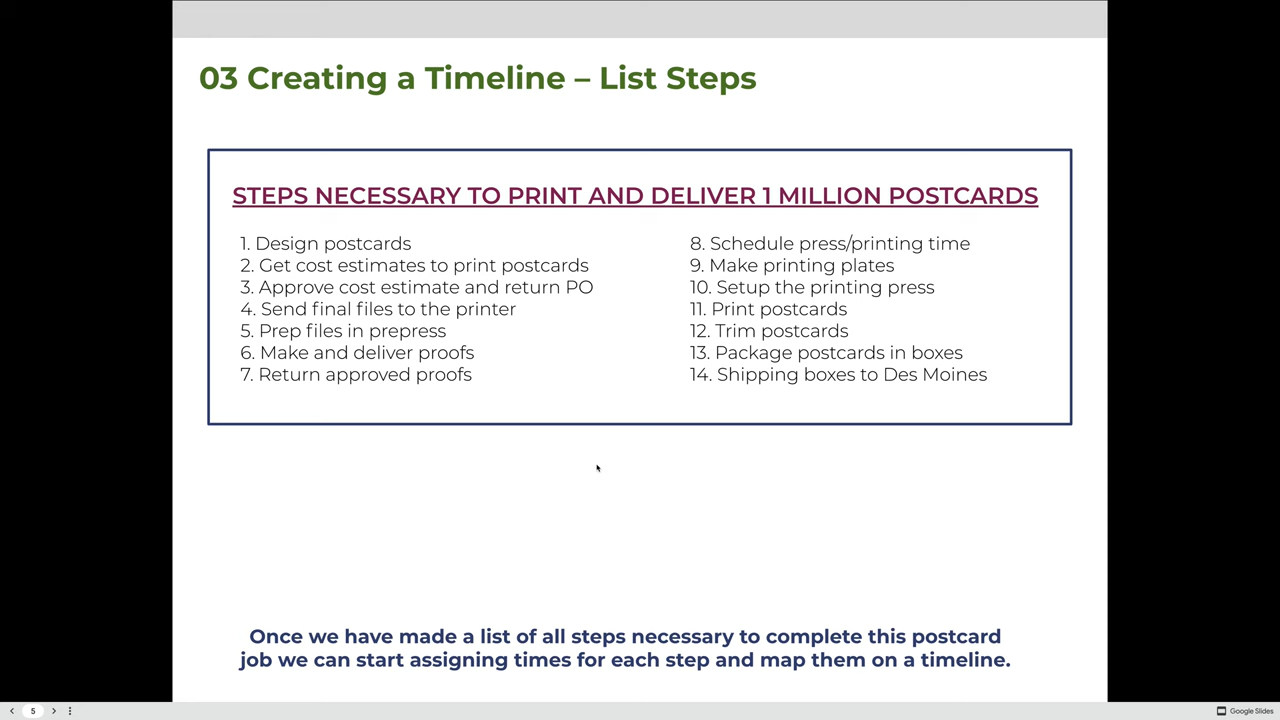 03 Creating a Timeline – List Steps
STEPS NECESSARY TO PRINT AND DELIVER 1 MILLION POSTCARDS
1. Design postcards
2. Get cost estimates to print postcards
3. Approve cost estimate and return PO
4. Send final files to the printer
5. Prep files in prepress
6. Make and deliver proofs
7. Return approved proofs
8. Schedule press/printing time
9. Make printing plates
10. Setup the printing press
11. Print postcards
12. Trim postcards
13. Package postcards in boxes
14. Shipping boxes to Des Moines
Once we have made a list of all steps necessary to complete this postcard
job we can start assigning times for each step and map them on a timeline.
5
Google Slides